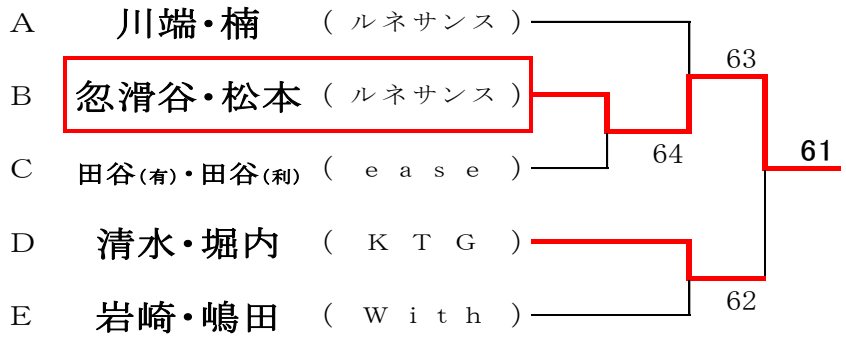 A 川端・楠 (ルネサンス)
63
B 忽滑谷・松本 (ルネサンス)
64
61
C 田谷(有)・田谷(利) (ease)
D 清水・堀内 (KTG)
62
E 岩崎・嶋田 (With)